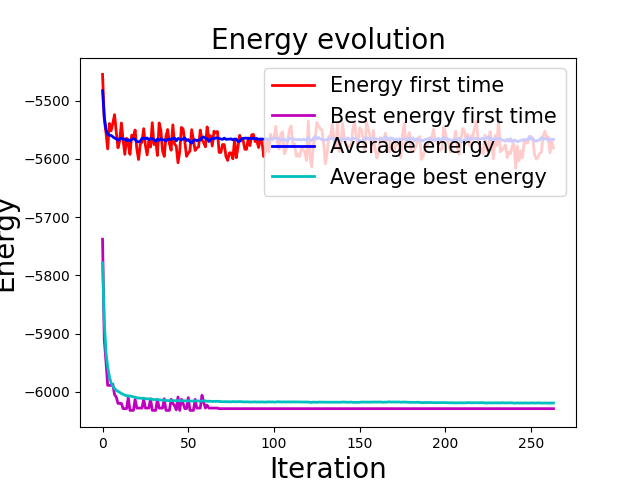 Energy evolution
Energy first time
Best energy first time
Average energy
Average best energy
−5500
−5600
−5700
−5800
−5900
−6000
Energy
0 50 100 150 200 250
Iteration